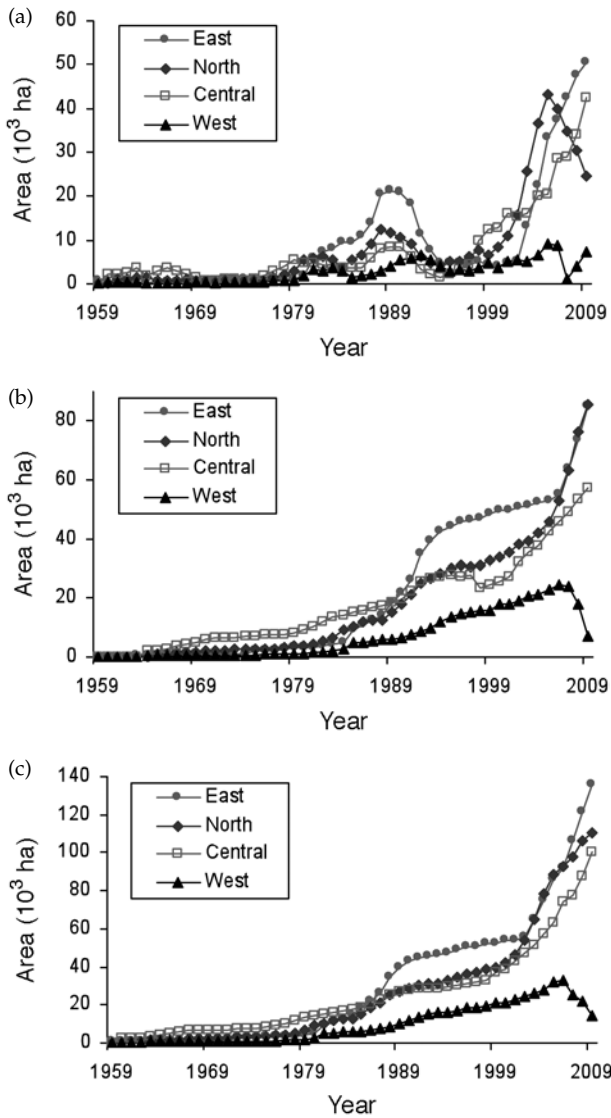 (a)
60
50
40
30
20
10
0
Area (10³ ha)
East
North
Central
West
1959 1969 1979 1989 1999 2009
Year
(b)
80
60
40
20
0
Area (10³ ha)
East
North
Central
West
1959 1969 1979 1989 1999 2009
Year
(c)
140
120
100
80
60
40
20
0
Area (10³ ha)
East
North
Central
West
1959 1969 1979 1989 1999 2009
Year